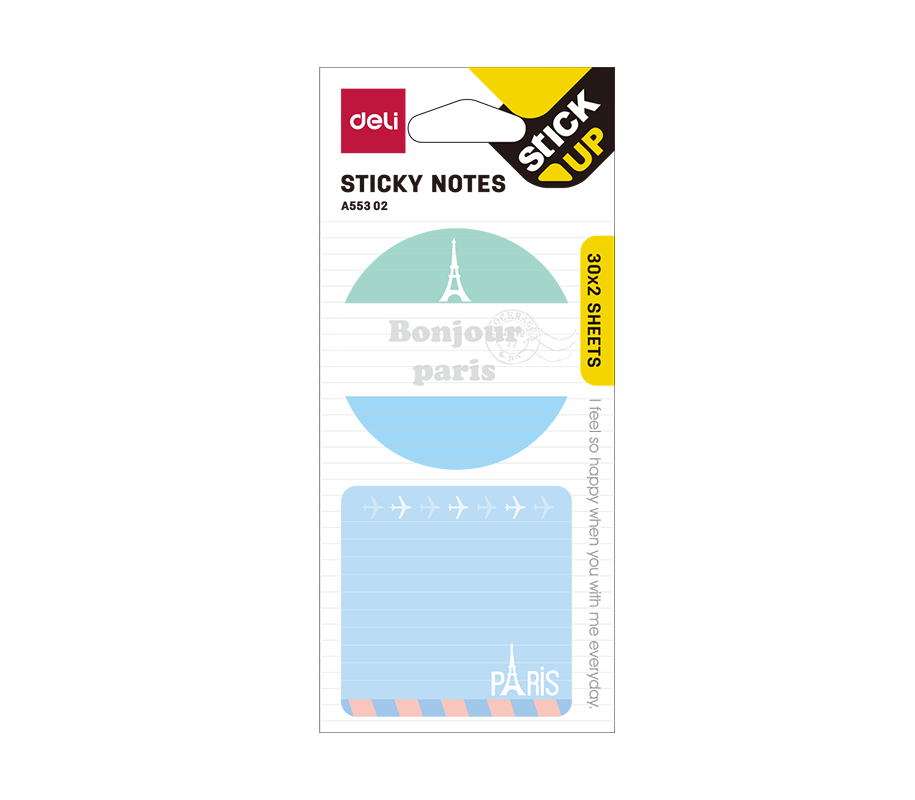 deli
STICK
UP
STICKY NOTES
A553 02
30x2 SHEETS
Bonjour
paris
I feel so happy when you with me everyday.
PARIS